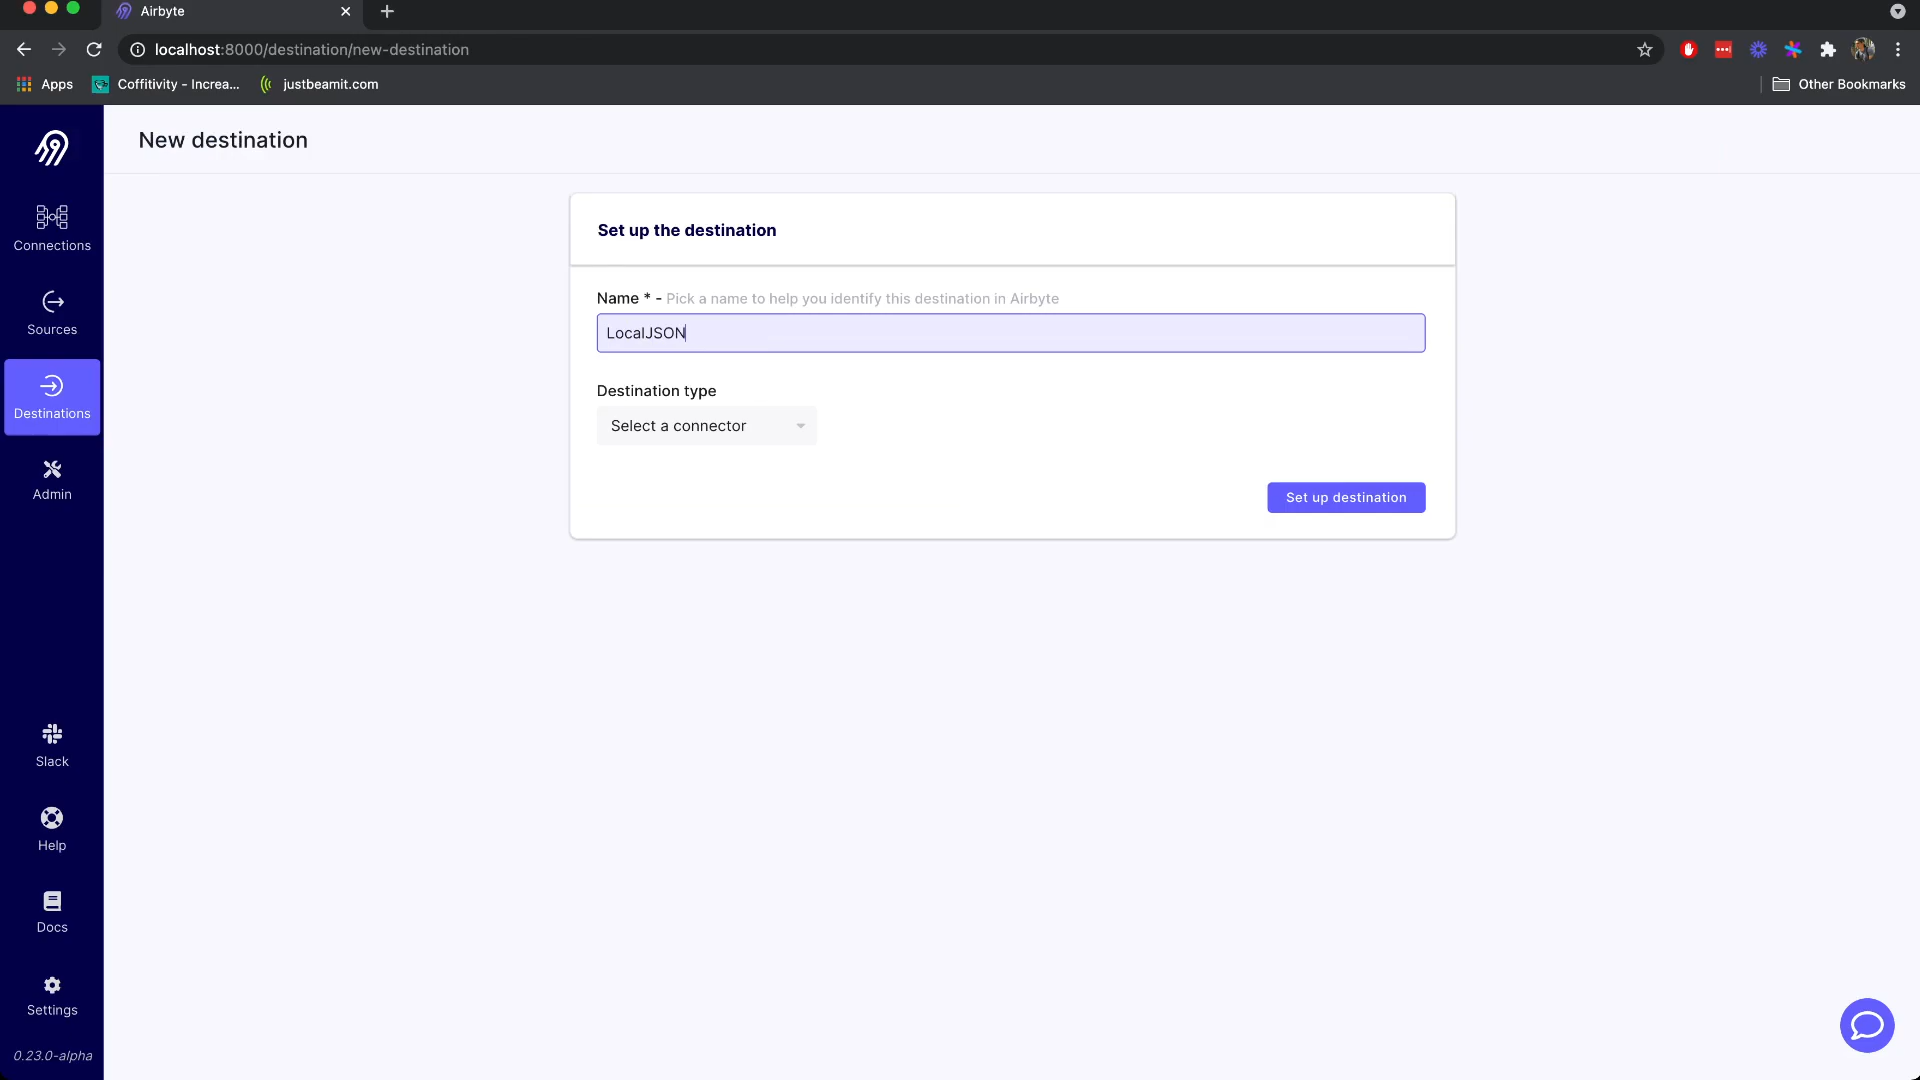 Airbyte
localhost:8000/destination/new-destination
Apps
Coffitivity - Increa...
justbeamit.com
Other Bookmarks
New destination
Connections
Sources
Destinations
Admin
Slack
Help
Docs
Settings
0.23.0-alpha
Set up the destination
Name * - Pick a name to help you identify this destination in Airbyte
LocalJSON
Destination type
Select a connector
Set up destination